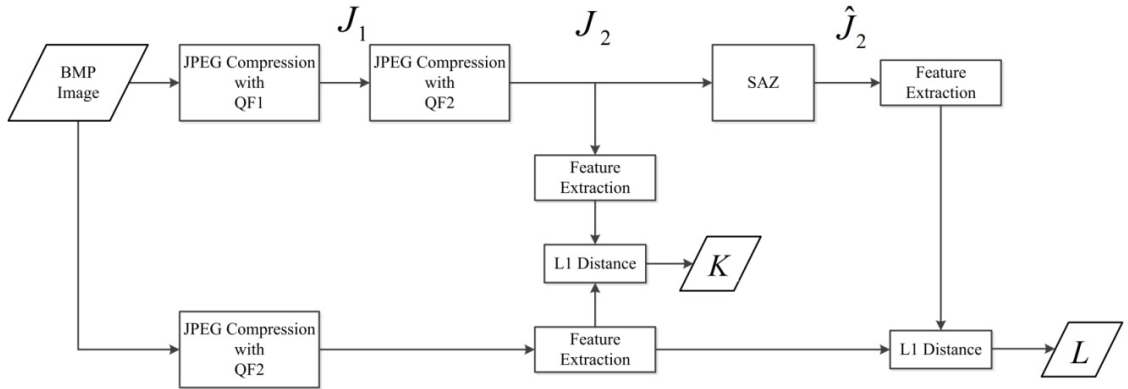 J₁
J₂
Ĵ₂
BMP
Image
JPEG Compression
with
QF1
JPEG Compression
with
QF2
SAZ
Feature
Extraction
Feature
Extraction
L1 Distance
K
JPEG Compression
with
QF2
Feature
Extraction
L1 Distance
L